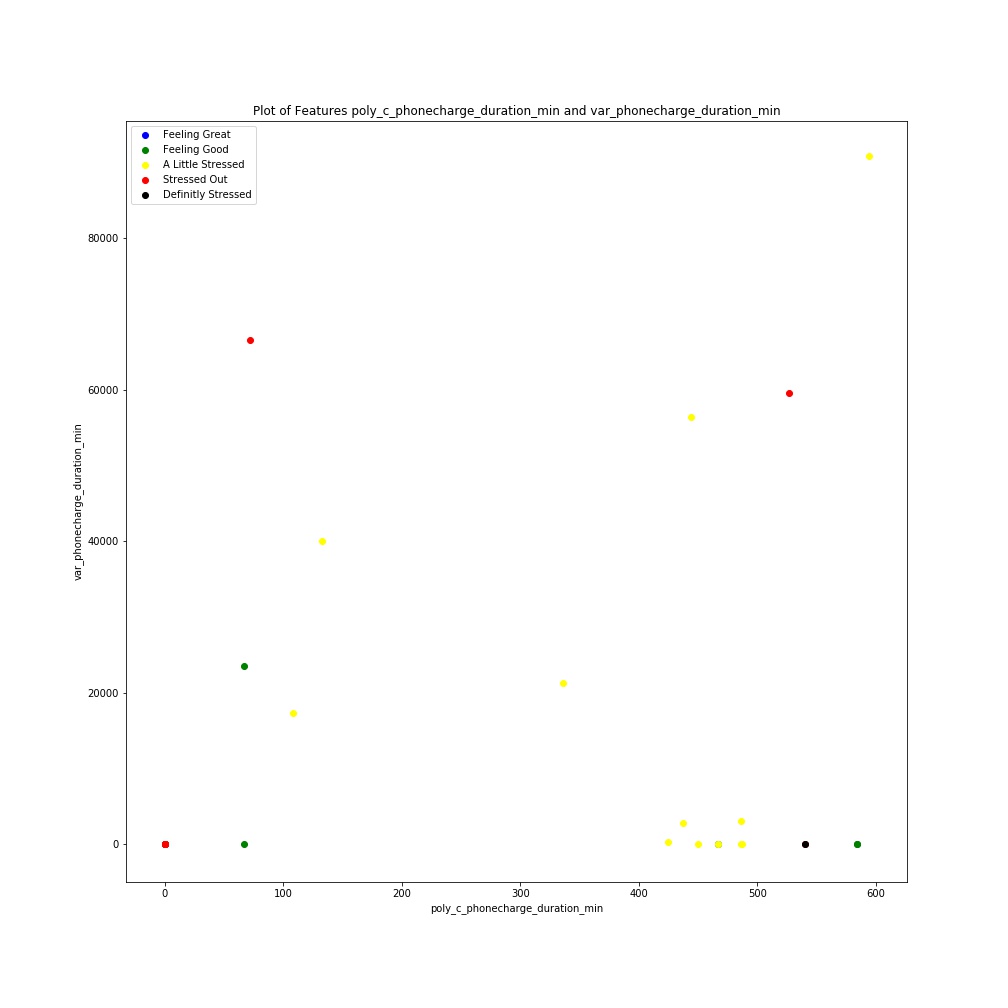 Plot of Features poly_c_phonecharge_duration_min and var_phonecharge_duration_min
Feeling Great
Feeling Good
A Little Stressed
Stressed Out
Definitly Stressed
80000
60000
40000
20000
0
var_phonecharge_duration_min
0 100 200 300 400 500 600
poly_c_phonecharge_duration_min